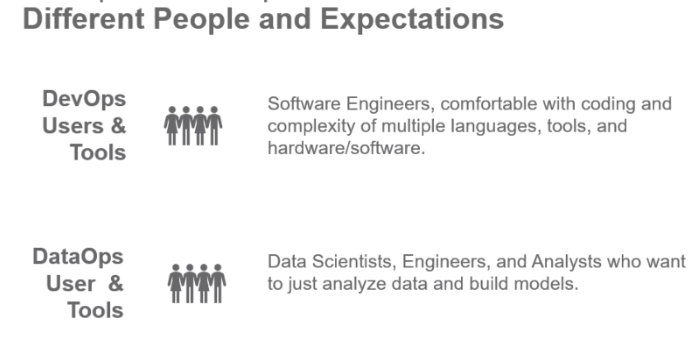 Different People and Expectations
DevOps
Users &
Tools
Software Engineers, comfortable with coding and
complexity of multiple languages, tools, and
hardware/software.
DataOps
User &
Tools
Data Scientists, Engineers, and Analysts who want
to just analyze data and build models.